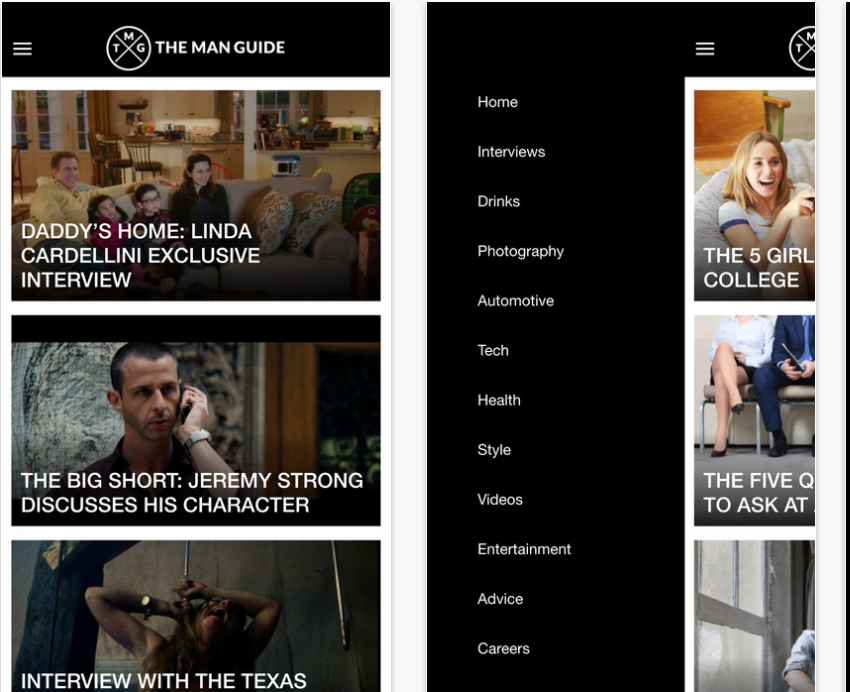 M
T G
THE MAN GUIDE
DADDY'S HOME: LINDA
CARDELLINI EXCLUSIVE
INTERVIEW
THE BIG SHORT: JEREMY STRONG
DISCUSSES HIS CHARACTER
INTERVIEW WITH THE TEXAS
Home
Interviews
Drinks
Photography
Automotive
Tech
Health
Style
Videos
Entertainment
Advice
Careers
M
T
THE 5 GIRL
COLLEGE
THE FIVE Q
TO ASK AT